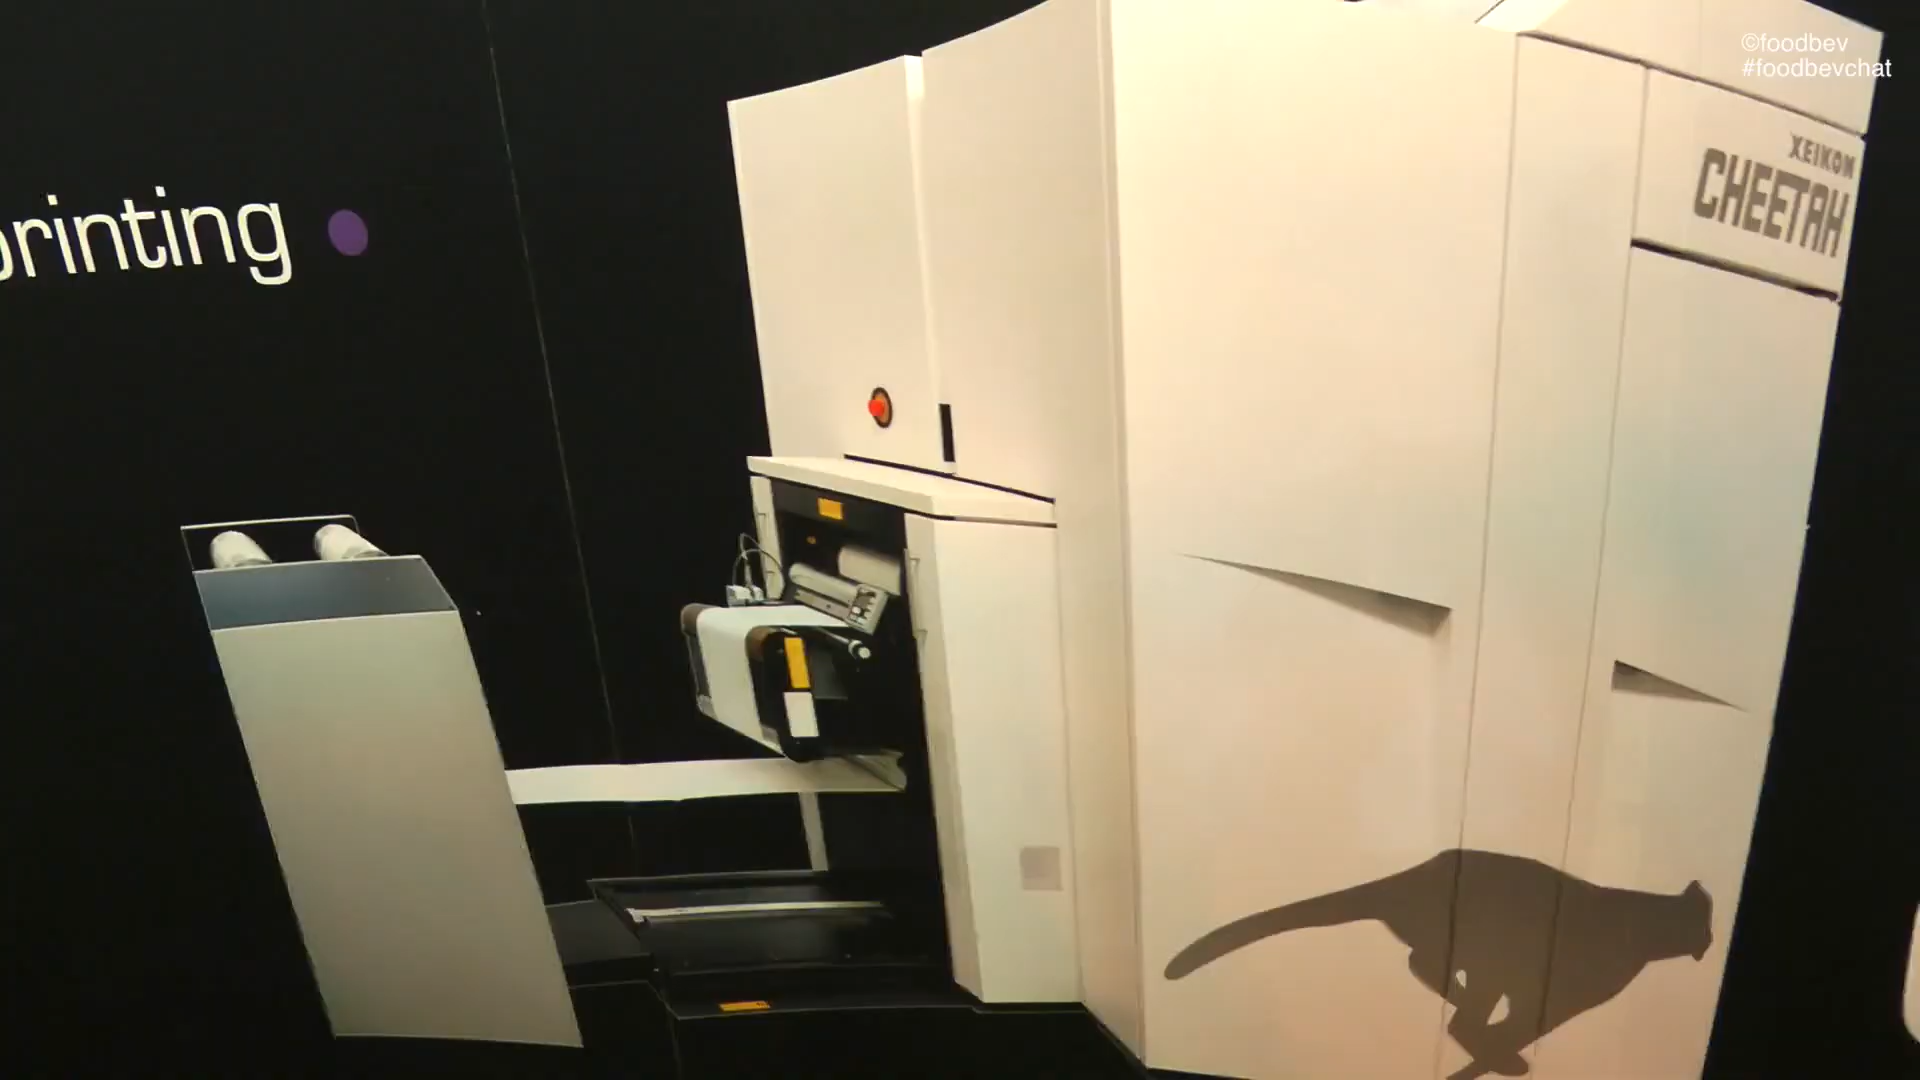 ©foodbev
#foodbevchat
XEIKON
CHEETAH
printing